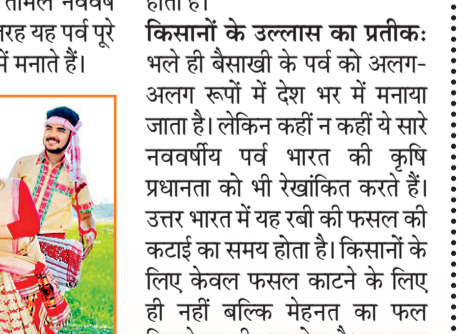 तामिल नववर्ष
तरह यह पर्व पूरे
में मनाते हैं।
होता है।
किसानों के उल्लास का प्रतीकः
भले ही बैसाखी के पर्व को अलग-
अलग रूपों में देश भर में मनाया
जाता है। लेकिन कहीं न कहीं ये सारे
नववर्षीय पर्व भारत की कृषि
प्रधानता को भी रेखांकित करते हैं।
उत्तर भारत में यह रबी की फसल की
कटाई का समय होता है। किसानों के
लिए केवल फसल काटने के लिए
ही नहीं बल्कि मेहनत का फल